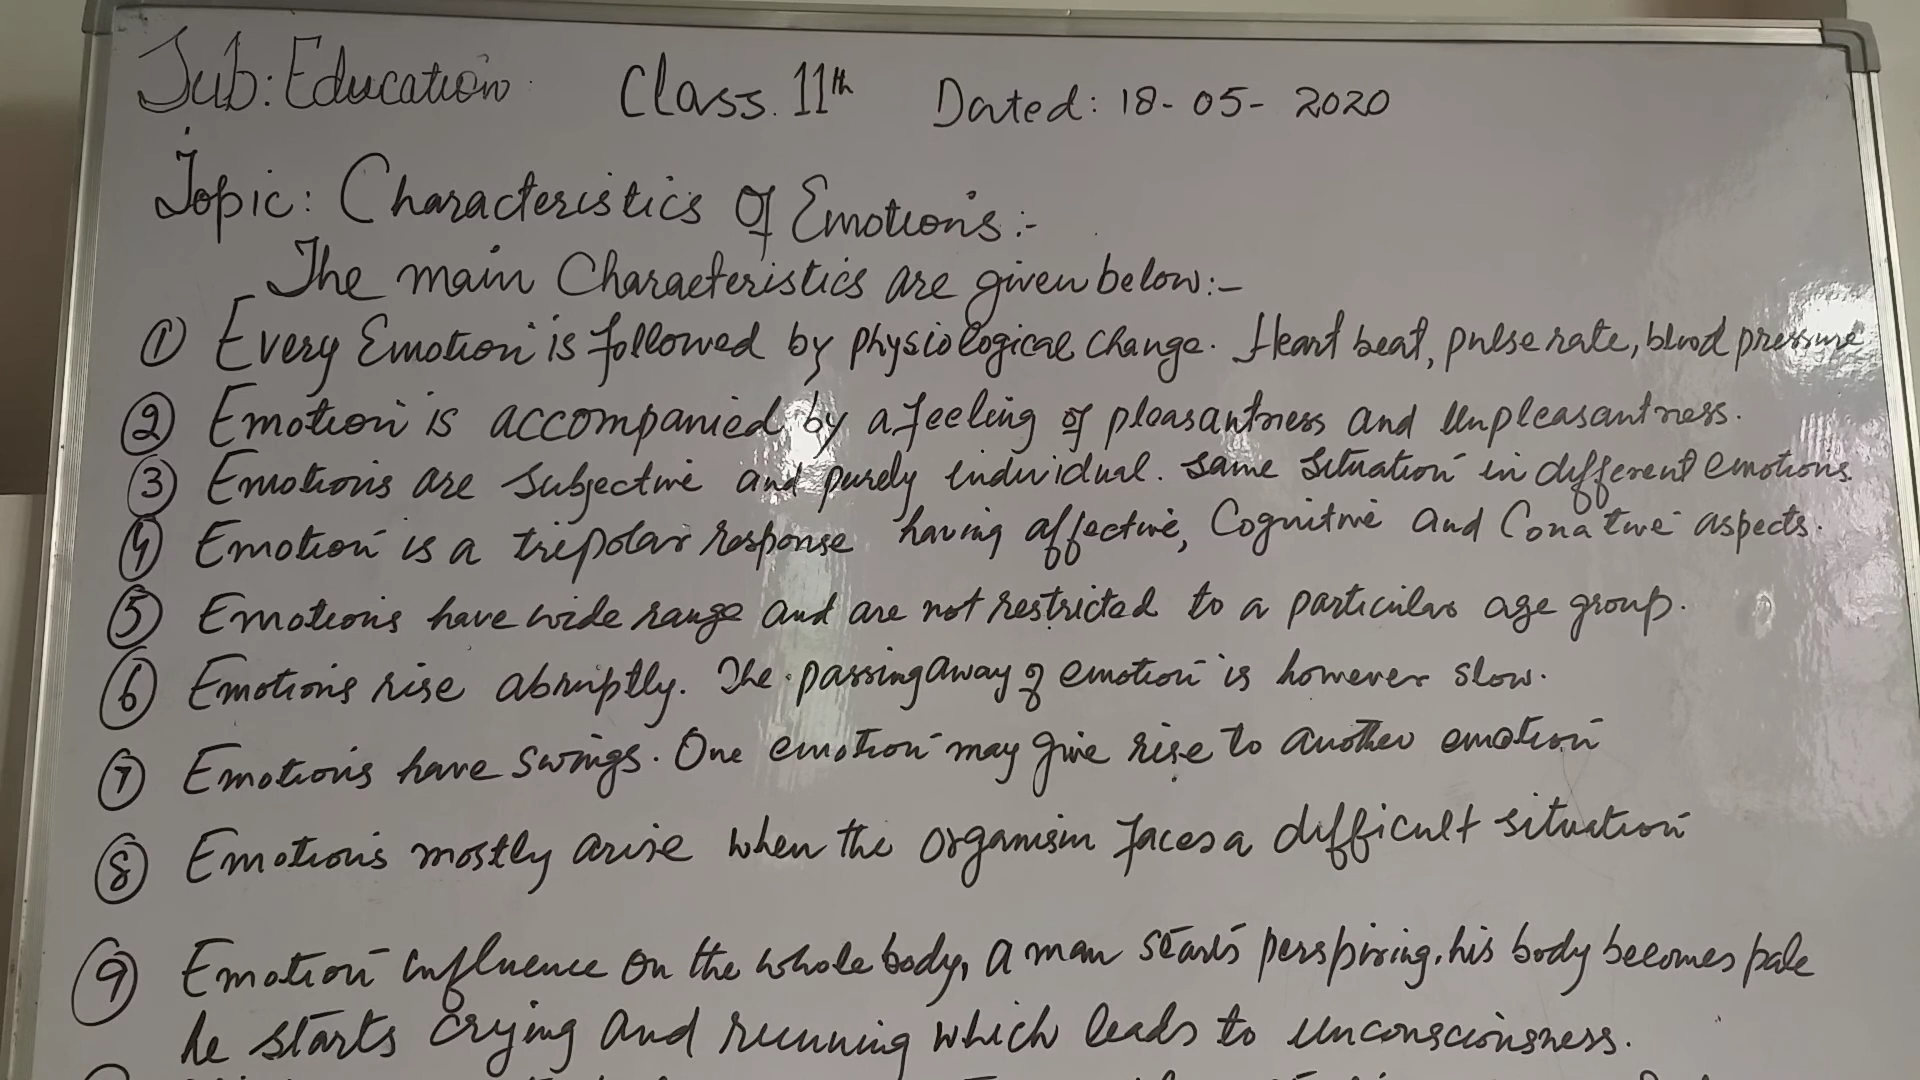 Sub: Education Class. 11th Dated: 18-05-2020
Topic: Characteristics Of Emotions:-
The main Characteristics are given below:-
① Every Emotion is followed by physiological change. Heart beat, pulse rate, blood pressure
② Emotion is accompanied by a feeling of pleasantness and Unpleasantness.
③ Emotions are subjective and purely individual. same situation in different emotions.
④ Emotion is a tripolar response having affective, Cognitive and Conative aspects.
⑤ Emotions have wide range and are not restricted to a particular age group.
⑥ Emotions rise abruptly. The passing away of emotion is however slow.
⑦ Emotions have swings. One emotion may give rise to another emotion
⑧ Emotions mostly arise when the organism faces a difficult situation
⑨ Emotion influence on the whole body, a man starts perspiring, his body becomes pale
he starts crying and running which leads to unconsciousness.